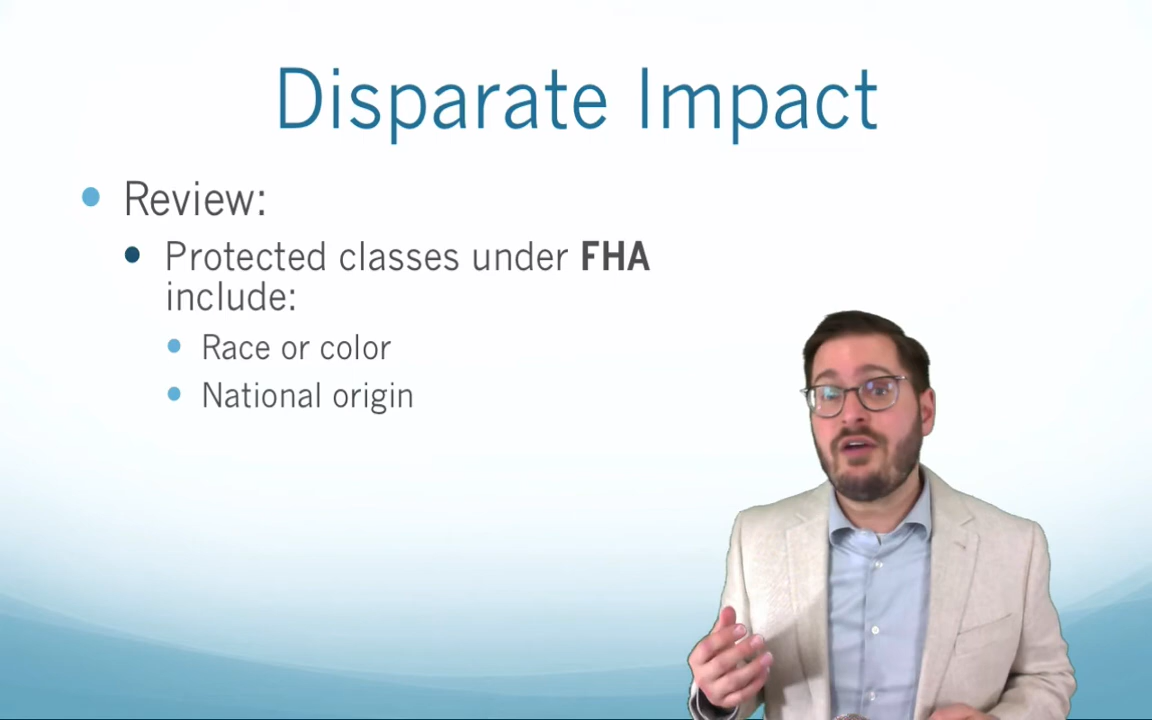 Disparate Impact
Review:
Protected classes under FHA
include:
Race or color
National origin